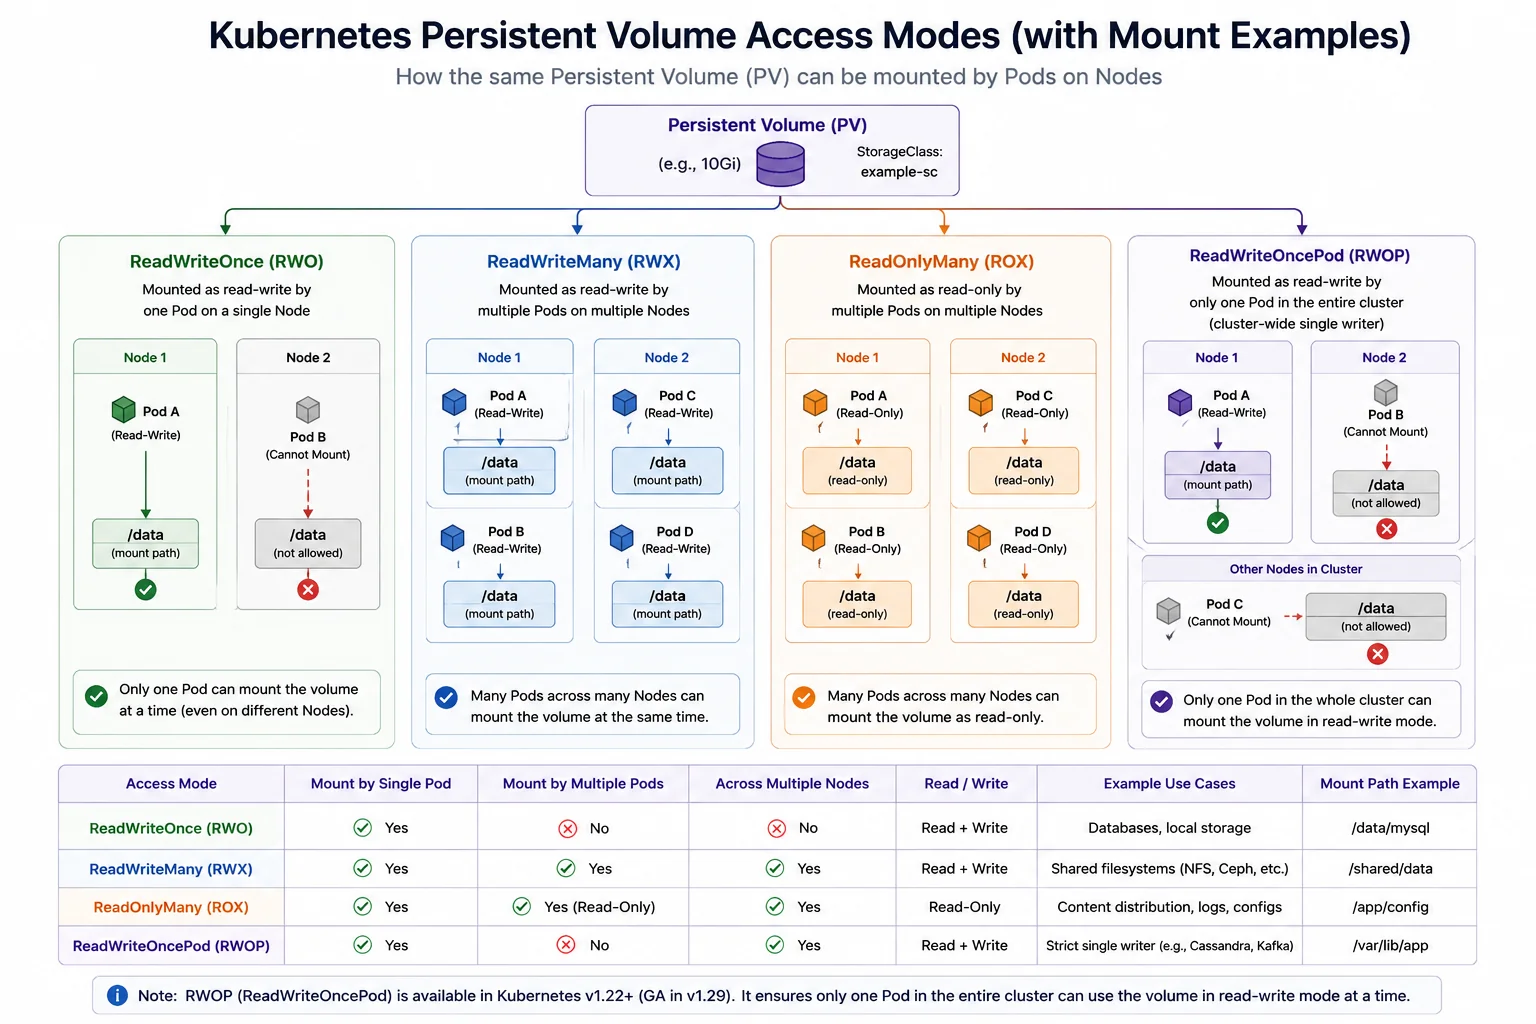 Kubernetes Persistent Volume Access Modes (with Mount Examples)
How the same Persistent Volume (PV) can be mounted by Pods on Nodes
Persistent Volume (PV)
(e.g., 10Gi)
StorageClass:
example-sc
ReadWriteOnce (RWO)
Mounted as read-write by
one Pod on a single Node
Node 1
Pod A
(Read-Write)
/data
(mount path)
Node 2
Pod B
(Cannot Mount)
/data
(not allowed)
Only one Pod can mount the volume
at a time (even on different Nodes).
ReadWriteMany (RWX)
Mounted as read-write by
multiple Pods on multiple Nodes
Node 1
Pod A
(Read-Write)
/data
(mount path)
Pod B
(Read-Write)
/data
(mount path)
Node 2
Pod C
(Read-Write)
/data
(mount path)
Pod D
(Read-Write)
/data
(mount path)
Many Pods across many Nodes can
mount the volume at the same time.
ReadOnlyMany (ROX)
Mounted as read-only by
multiple Pods on multiple Nodes
Node 1
Pod A
(Read-Only)
/data
(read-only)
Pod B
(Read-Only)
/data
(read-only)
Node 2
Pod C
(Read-Only)
/data
(read-only)
Pod D
(Read-Only)
/data
(read-only)
Many Pods across many Nodes can
mount the volume as read-only.
ReadWriteOncePod (RWOP)
Mounted as read-write by
only one Pod in the entire cluster
(cluster-wide single writer)
Node 1
Pod A
(Read-Write)
/data
(mount path)
Node 2
Pod B
(Cannot Mount)
/data
(not allowed)
Other Nodes in Cluster
Pod C
(Cannot Mount)
/data
(not allowed)
Only one Pod in the whole cluster can
mount the volume in read-write mode.
Access Mode Mount by Single Pod Mount by Multiple Pods Across Multiple Nodes Read / Write Example Use Cases Mount Path Example
ReadWriteOnce (RWO) Yes No No Read + Write Databases, local storage /data/mysql
ReadWriteMany (RWX) Yes Yes Yes Read + Write Shared filesystems (NFS, Ceph, etc.) /shared/data
ReadOnlyMany (ROX) Yes Yes (Read-Only) Yes Read-Only Content distribution, logs, configs /app/config
ReadWriteOncePod (RWOP) Yes No Yes Read + Write Strict single writer (e.g., Cassandra, Kafka) /var/lib/app
Note: RWOP (ReadWriteOncePod) is available in Kubernetes v1.22+ (GA in v1.29). It ensures only one Pod in the entire cluster can use the volume in read-write mode at a time.